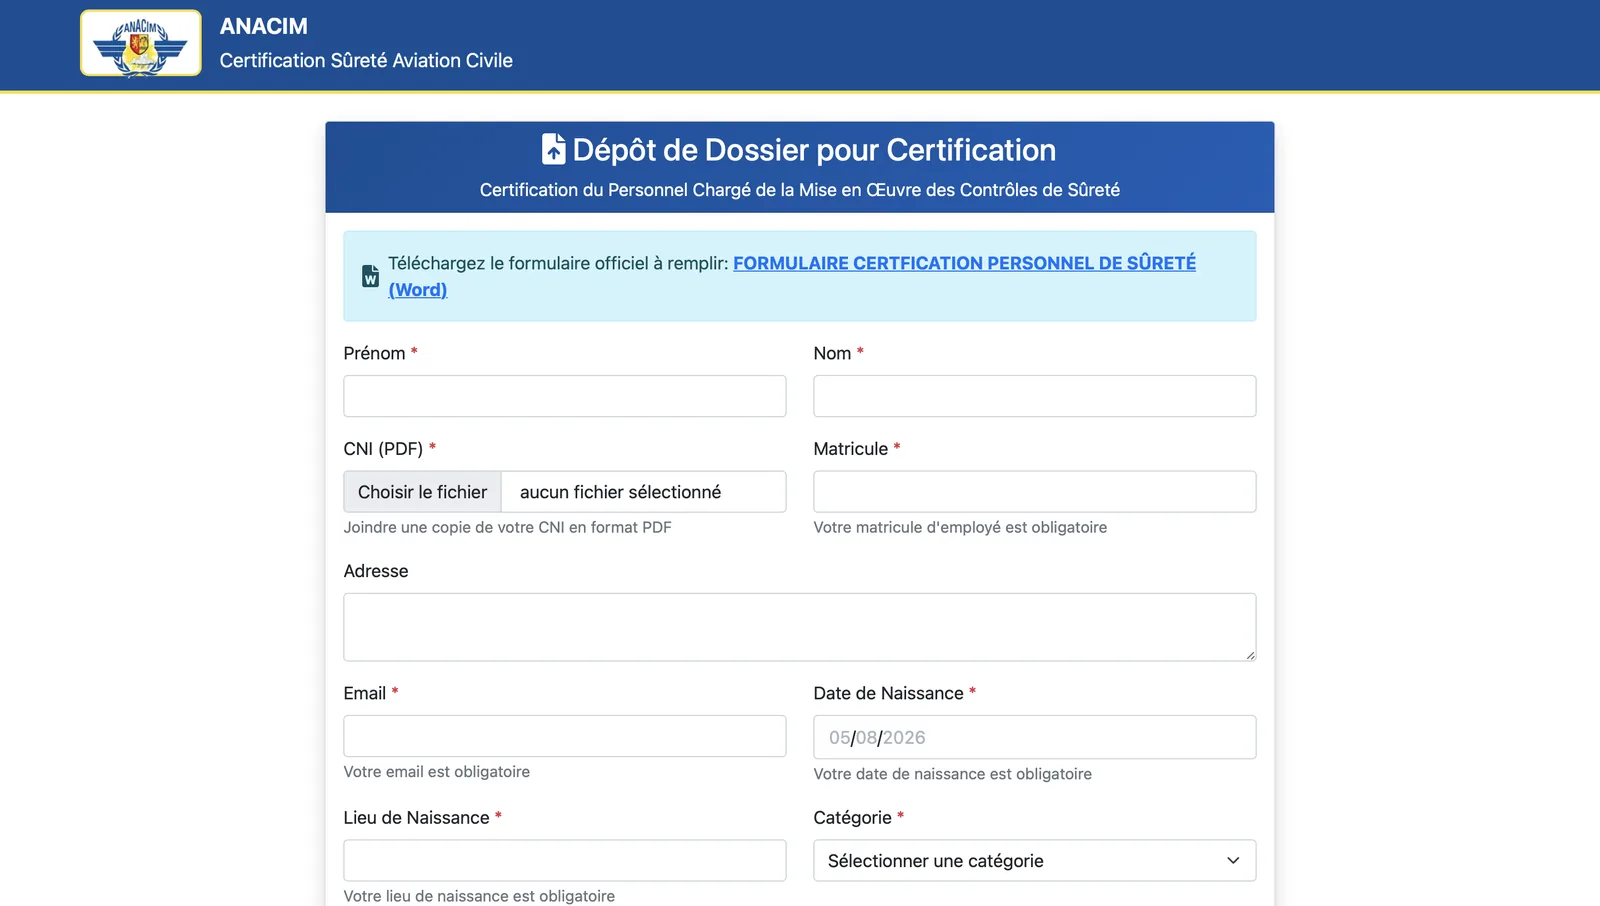 ANACIM
ANACIM
Certification Sûreté Aviation Civile
Dépôt de Dossier pour Certification
Certification du Personnel Chargé de la Mise en Œuvre des Contrôles de Sûreté
W
Téléchargez le formulaire officiel à remplir: FORMULAIRE CERTFICATION PERSONNEL DE SÛRETÉ
(Word)
Prénom *
Nom *
CNI (PDF) *
Matricule *
Choisir le fichier aucun fichier sélectionné
Joindre une copie de votre CNI en format PDF
Votre matricule d'employé est obligatoire
Adresse
Email *
Date de Naissance *
05/08/2026
Votre email est obligatoire
Votre date de naissance est obligatoire
Lieu de Naissance *
Catégorie *
Sélectionner une catégorie
Votre lieu de naissance est obligatoire